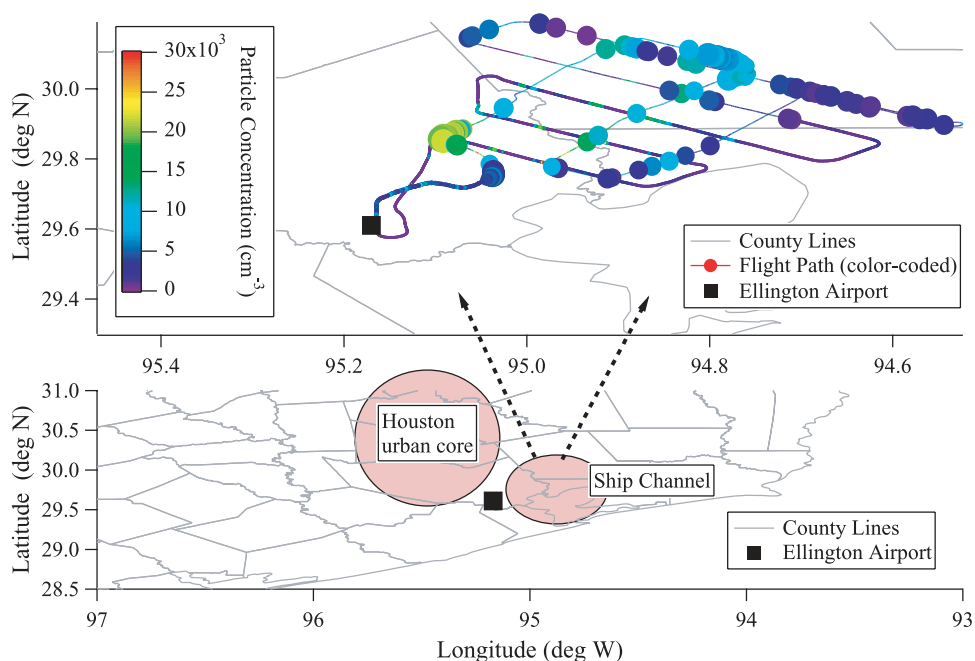 30x10³
25
20
15
10
5
0
Particle Concentration (cm⁻³)
Latitude (deg N)
30.0
29.8
29.6
29.4
County Lines
Flight Path (color-coded)
Ellington Airport
95.4
95.2
95.0
94.8
94.6
Latitude (deg N)
31.0
30.5
30.0
29.5
29.0
28.5
Houston
urban core
Ship Channel
County Lines
Ellington Airport
97
96
95
94
93
Longitude (deg W)